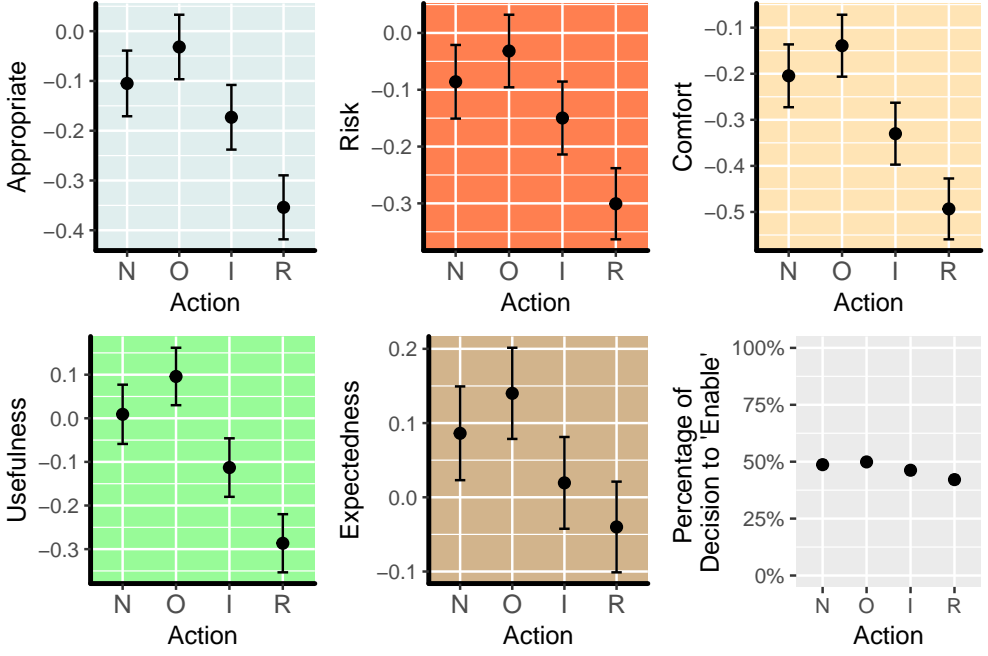 Appropriate
0.0
−0.1
−0.2
−0.3
−0.4
N O I R
Action
Risk
0.0
−0.1
−0.2
−0.3
N O I R
Action
Comfort
−0.1
−0.2
−0.3
−0.4
−0.5
N O I R
Action
Usefulness
0.1
0.0
−0.1
−0.2
−0.3
N O I R
Action
Expectedness
0.2
0.1
0.0
−0.1
N O I R
Action
Percentage of
Decision to 'Enable'
100%
75%
50%
25%
0%
N O I R
Action